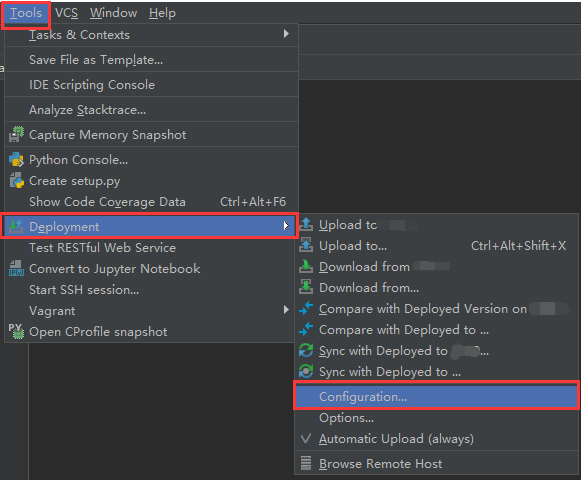 Tools VCS Window Help
Tasks & Contexts
Save File as Template...
IDE Scripting Console
Analyze Stacktrace...
Capture Memory Snapshot
Python Console...
Create setup.py
Show Code Coverage Data Ctrl+Alt+F6
Deployment
Test RESTful Web Service
Convert to Jupyter Notebook
Start SSH session...
Vagrant
Open CProfile snapshot
Upload to
Upload to... Ctrl+Alt+Shift+X
Download from
Download from...
Compare with Deployed Version on
Compare with Deployed to ...
Sync with Deployed to ...
Sync with Deployed to ...
Configuration...
Options...
Automatic Upload (always)
Browse Remote Host